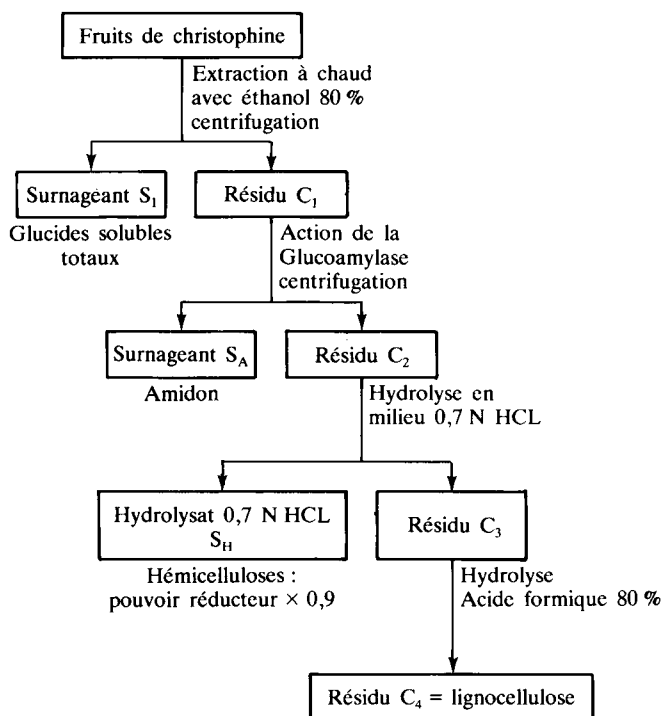 Fruits de christophine
Extraction à chaud
avec éthanol 80 %
centrifugation
Surnageant S₁
Résidu C₁
Glucides solubles
totaux
Action de la
Glucoamylase
centrifugation
Surnageant S_A
Résidu C₂
Amidon
Hydrolyse en
milieu 0,7 N HCL
Hydrolysat 0,7 N HCL
S_H
Résidu C₃
Hémicelluloses :
pouvoir réducteur × 0,9
Hydrolyse
Acide formique 80 %
Résidu C₄ = lignocellulose